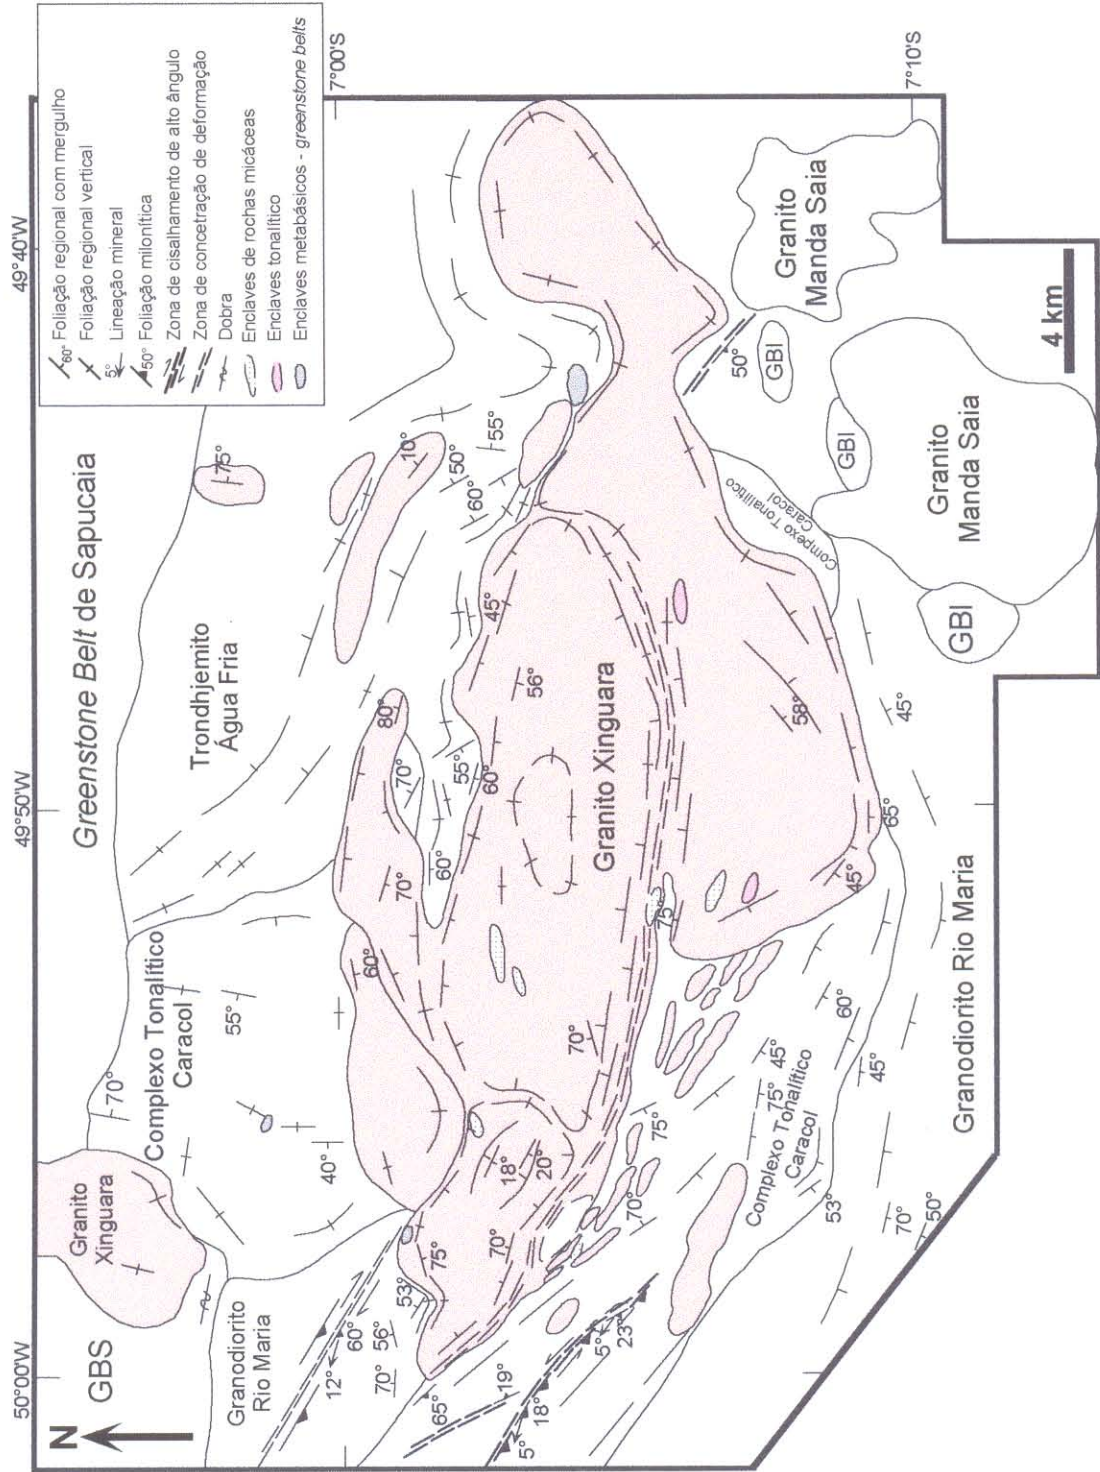 50°00'W
49°50'W
49°40'W
7°00'S
7°10'S
60° Foliação regional com mergulho
Foliação regional vertical
5° Lineação mineral
50° Foliação milonítica
Zona de cisalhamento de alto ângulo
Zona de concetração de deformação
Dobra
Enclaves de rochas micáceas
Enclaves tonalítico
Enclaves metabásicos - greenstone belts
N
GBS
Greenstone Belt de Sapucaia
Granito
Xinguara
Complexo Tonalítico
Caracol
Trondhjemito
Água Fria
Granodiorito
Rio Maria
Granito Xinguara
Compexo Tonalítico
Caracol
Complexo Tonalítico
Caracol
Granodiorito Rio Maria
GBI
GBI
GBI
Granito
Manda Saia
Granito
Manda Saia
4 km
70°
55°
40°
75°
10°
50°
55°
60°
80°
70°
55°
60°
60°
70°
60°
45°
56°
58°
50°
45°
65°
45°
75°
70°
18°
20°
70°
75°
53°
60°
56°
70°
12°
65°
19°
5°
18°
5°
23°
70°
75°
75°
45°
60°
45°
53°
70°
50°